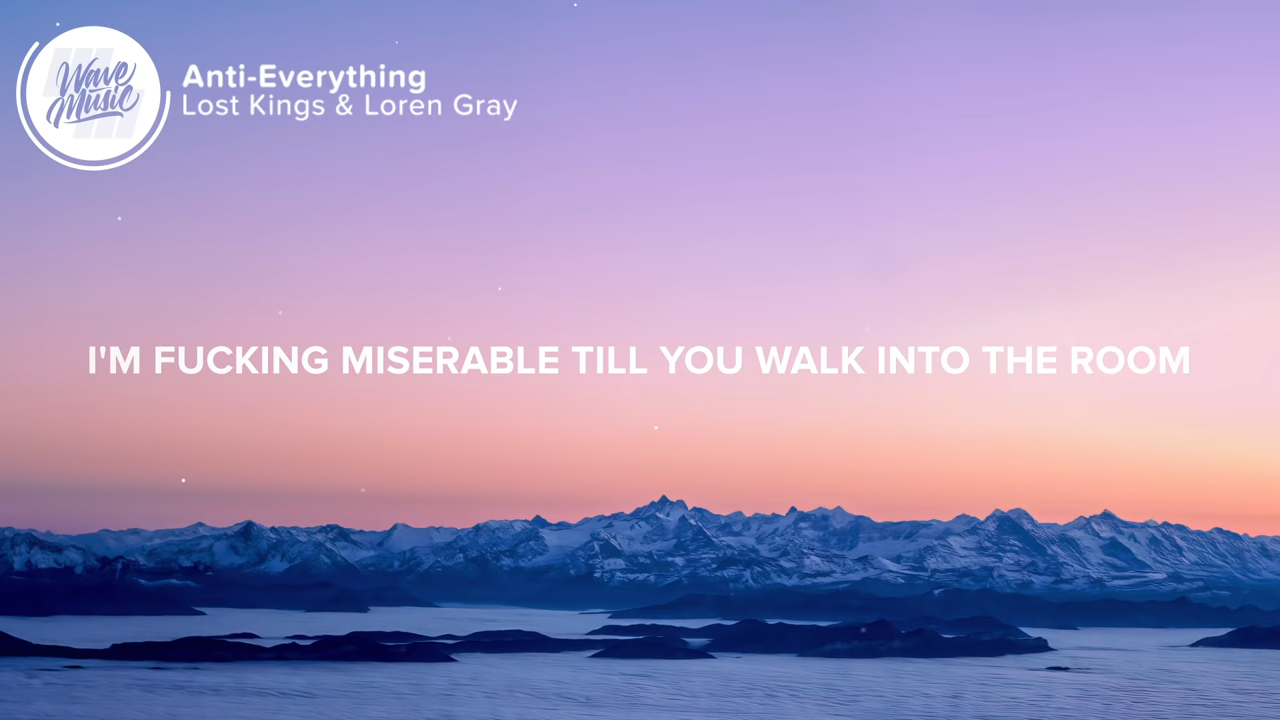 Wave
Music
Anti-Everything
Lost Kings & Loren Gray
I'M FUCKING MISERABLE TILL YOU WALK INTO THE ROOM